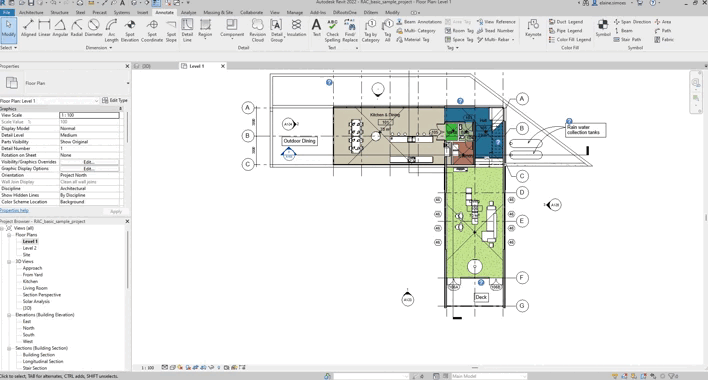 Autodesk Revit 2023 - RAC_basic_sample_project - Floor Plan: Level 1
File Architecture Structure Steel Precast Systems Insert Annotate Analyze Massing & Site Collaborate View Manage Add-Ins Modify
Modify Aligned Linear Angular Radial Diameter Arc Length Spot Elevation Spot Coordinate Spot Slope Detail Line Region Component Revision Cloud Detail Group Insulation Text Check Spelling Find/Replace Tag by Category Tag All Beam Annotations Multi-Category Material Tag Area Tag Room Tag Space Tag View Reference Tread Number Multi-Rebar Keynote Duct Legend Pipe Legend Color Fill Legend Symbol Span Direction Beam Stair Path Area Path Fabric
Select Dimension Detail Text Tag Color Fill Symbol
Properties
Floor Plan
Floor Plan: Level 1 Edit Type
Graphics
View Scale 1 : 100
Scale Value 1: 100
Display Model Normal
Detail Level Medium
Parts Visibility Show Original
Detail Number 1
Rotation on Sheet None
Visibility/Graphics Overrides Edit...
Graphic Display Options Edit...
Orientation Project North
Wall Join Display Clean all wall joins
Discipline Architectural
Show Hidden Lines By Discipline
Color Scheme Location Background
Properties help Apply
Project Browser - RAC_basic_sample_project
Views (all)
Floor Plans
Level 1
Level 2
Site
3D Views
Approach
From Yard
Kitchen
Living Room
Section Perspective
Solar Analysis
{3D}
Elevations (Building Elevation)
East
North
South
West
Sections (Building Section)
Building Section
Longitudinal Section
Stair Section
{3D}
Level 1
A
B
C
Kitchen & Dining
Outdoor Dining
Rain water
collection tanks
A
B
C
D
E
F
G
Living
Deck
1 : 100
Click to select, TAB for alternates, CTRL adds, SHIFT unselects.
Main Model